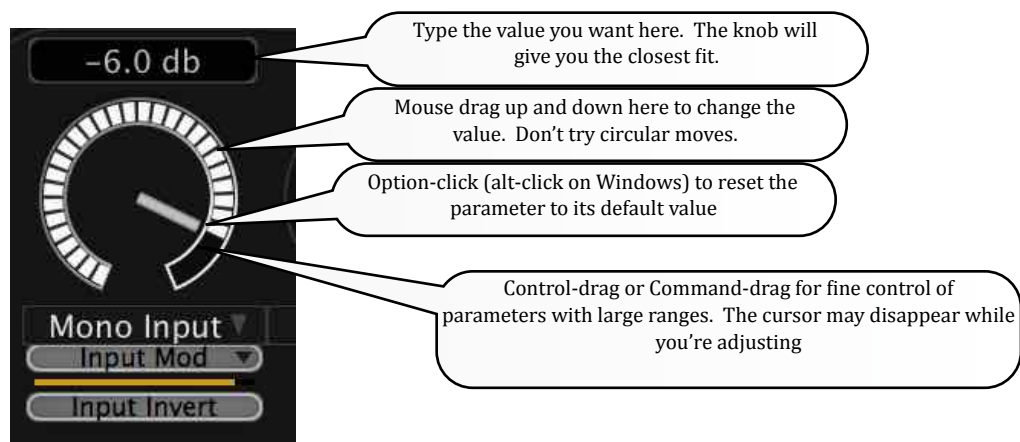 Type the value you want here.  The knob will
give you the closest fit.
−6.0 db
Mouse drag up and down here to change the
value.  Don’t try circular moves.
Option-click (alt-click on Windows) to reset the
parameter to its default value
Control-drag or Command-drag for fine control of
parameters with large ranges.  The cursor may disappear while
you’re adjusting
Mono Input
Input Mod
Input Invert